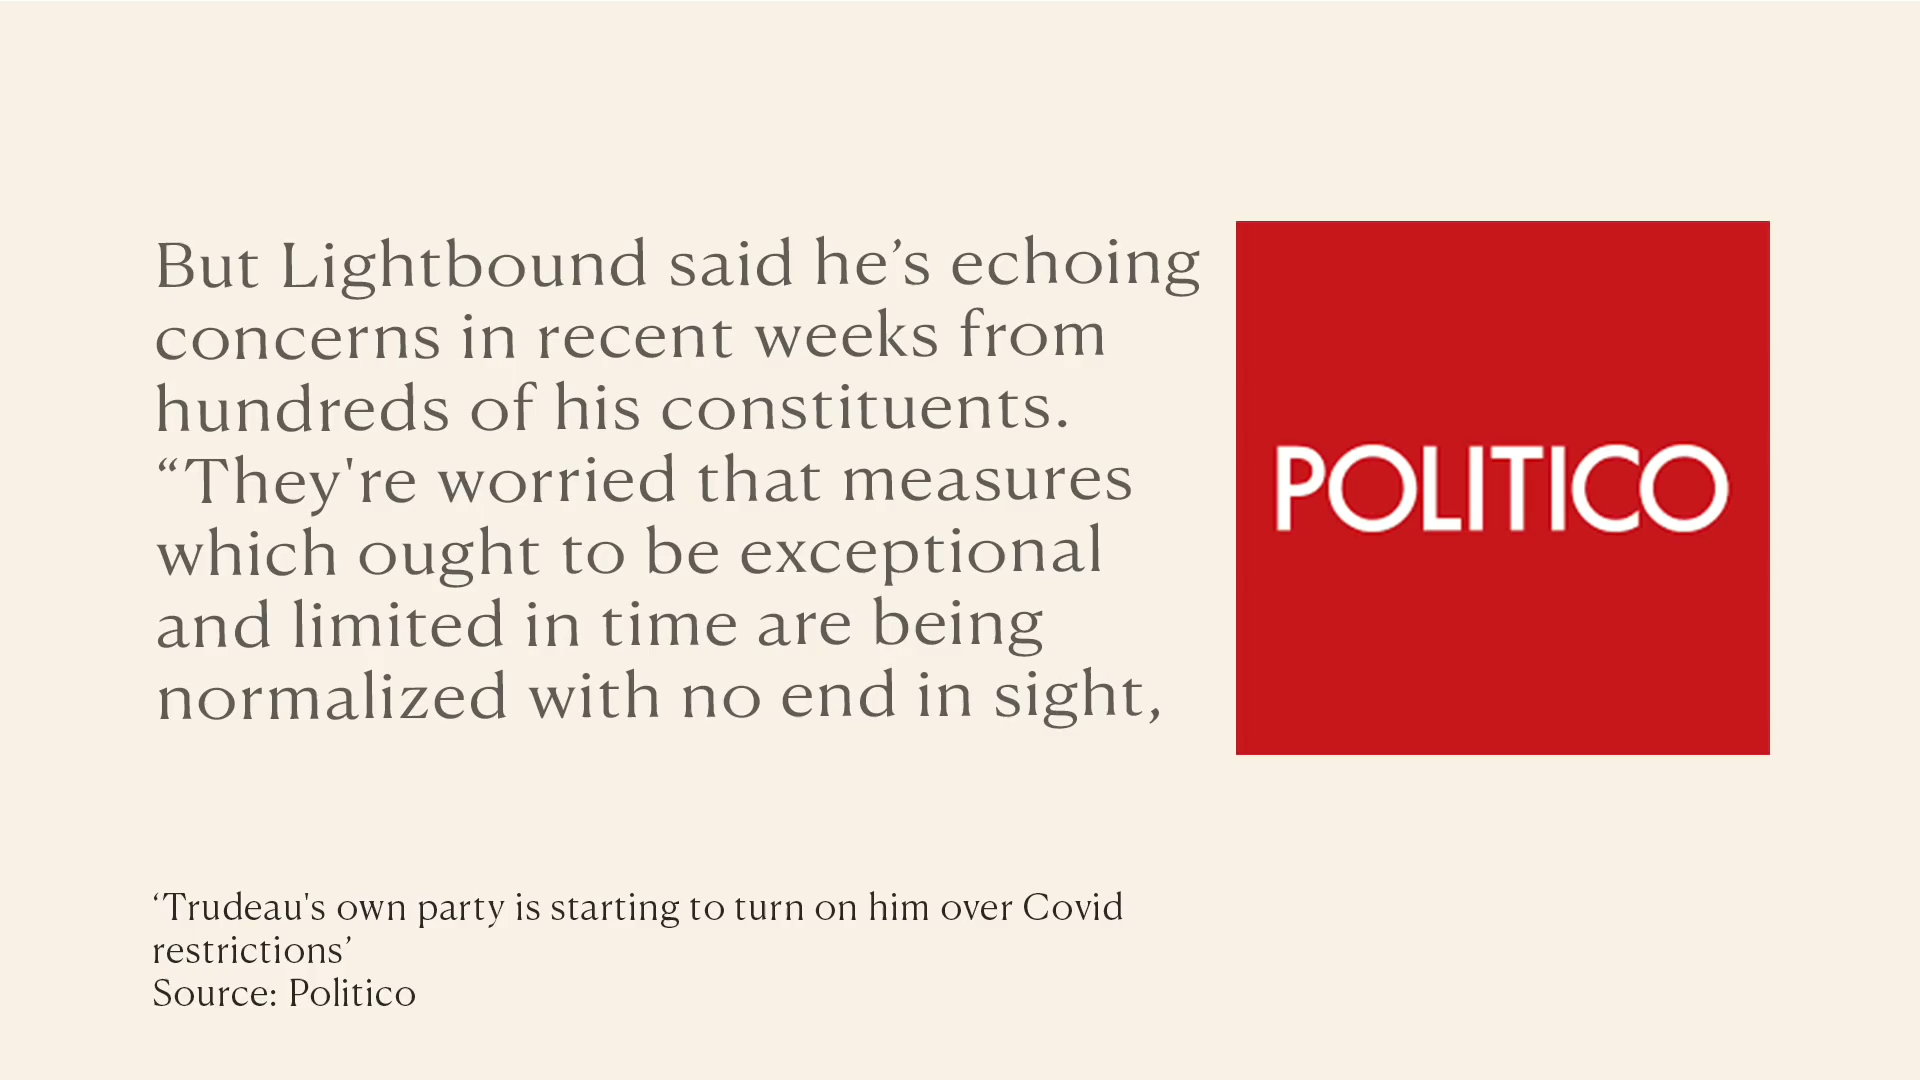 But Lightbound said he’s echoing
concerns in recent weeks from
hundreds of his constituents.
“They're worried that measures
which ought to be exceptional
and limited in time are being
normalized with no end in sight,
POLITICO
‘Trudeau's own party is starting to turn on him over Covid
restrictions’
Source: Politico